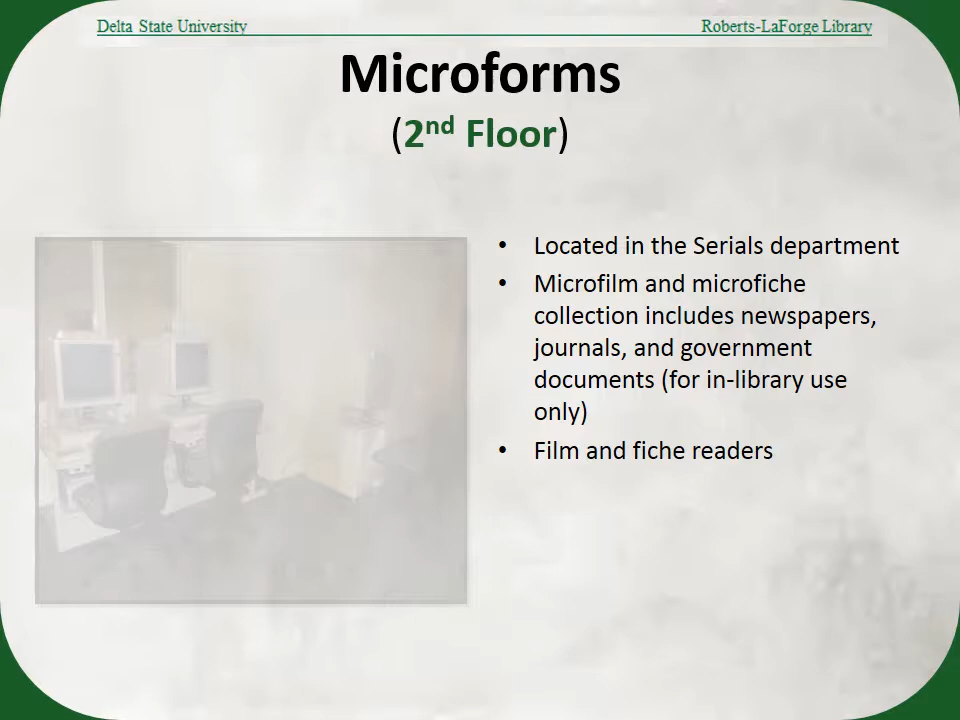 Delta State University
Roberts-LaForge Library
Microforms
(2nd Floor)
• Located in the Serials department
• Microfilm and microfiche
collection includes newspapers,
journals, and government
documents (for in-library use
only)
• Film and fiche readers